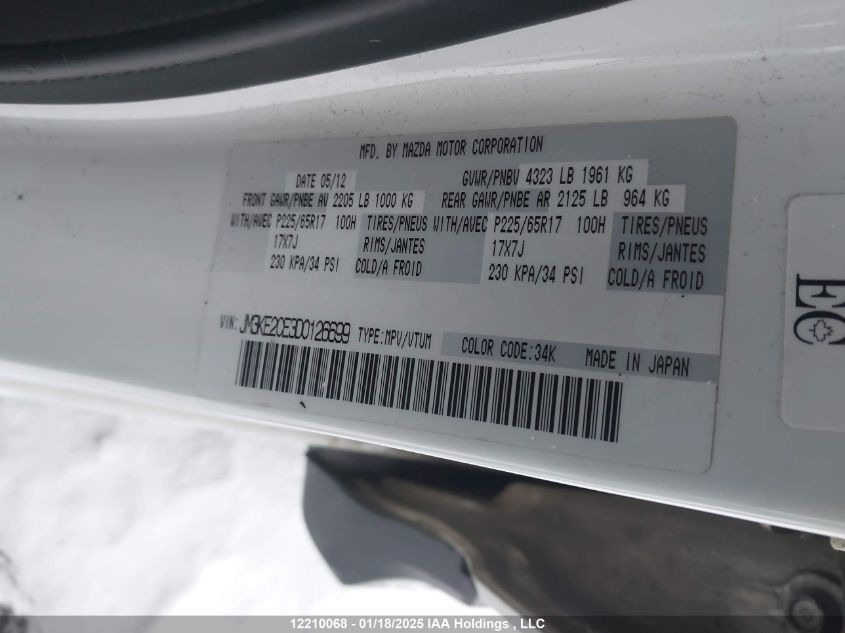 MFD. BY MAZDA MOTOR CORPORATION
DATE 05/12 GVWR/PNBV 4323 LB 1961 KG
FRONT GAWR/PNBE AV 2205 LB 1000 KG REAR GAWR/PNBE AR 2125 LB 964 KG
WITH/AVEC P225/65R17 100H TIRES/PNEUS WITH/AVEC P225/65R17 100H TIRES/PNEUS
17X7J RIMS/JANTES 17X7J RIMS/JANTES
230 KPA/34 PSI COLD/A FROID 230 KPA/34 PSI COLD/A FROID
VIN: JM3KE2CE3D0126699 TYPE:MPV/VTUM COLOR CODE:34K MADE IN JAPAN
EC
12210068 - 01/18/2025 IAA Holdings , LLC